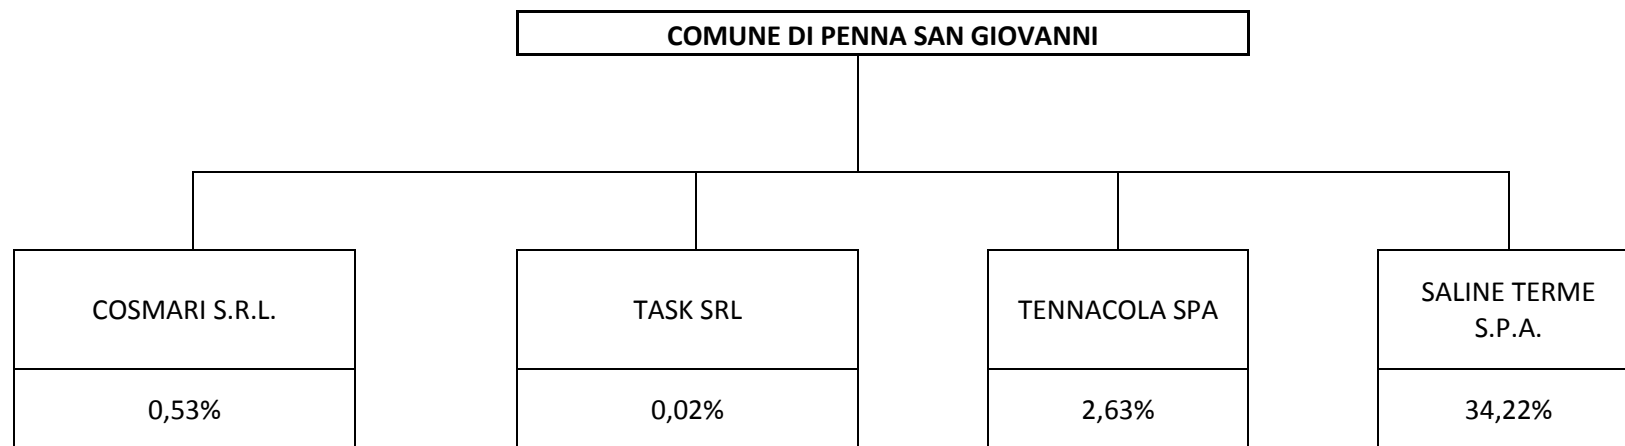 COMUNE DI PENNA SAN GIOVANNI
COSMARI S.R.L.
TASK SRL
TENNACOLA SPA
SALINE TERME
S.P.A.
0,53%
0,02%
2,63%
34,22%